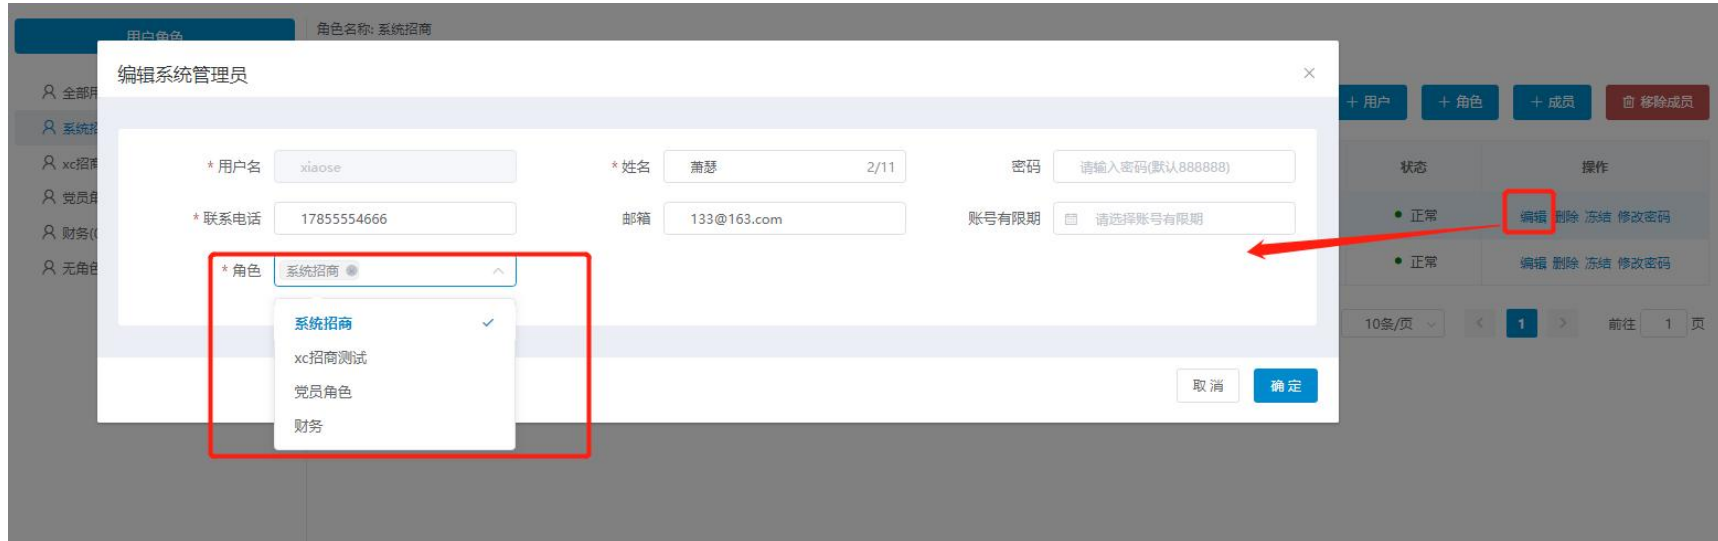 用户角色
角色名称: 系统招商
编辑系统管理员
全部用
系统招
xc招商
党员角
财务(
无角色
+ 用户
+ 角色
+ 成员
移除成员
* 用户名 xiaose
* 姓名 萧瑟 2/11
密码 请输入密码(默认888888)
* 联系电话 17855554666
邮箱 133@163.com
账号有限期 请选择账号有限期
* 角色 系统招商
系统招商
xc招商测试
党员角色
财务
取消
确定
状态 操作
正常 编辑 删除 冻结 修改密码
正常 编辑 删除 冻结 修改密码
10条/页 < 1 > 前往 1 页